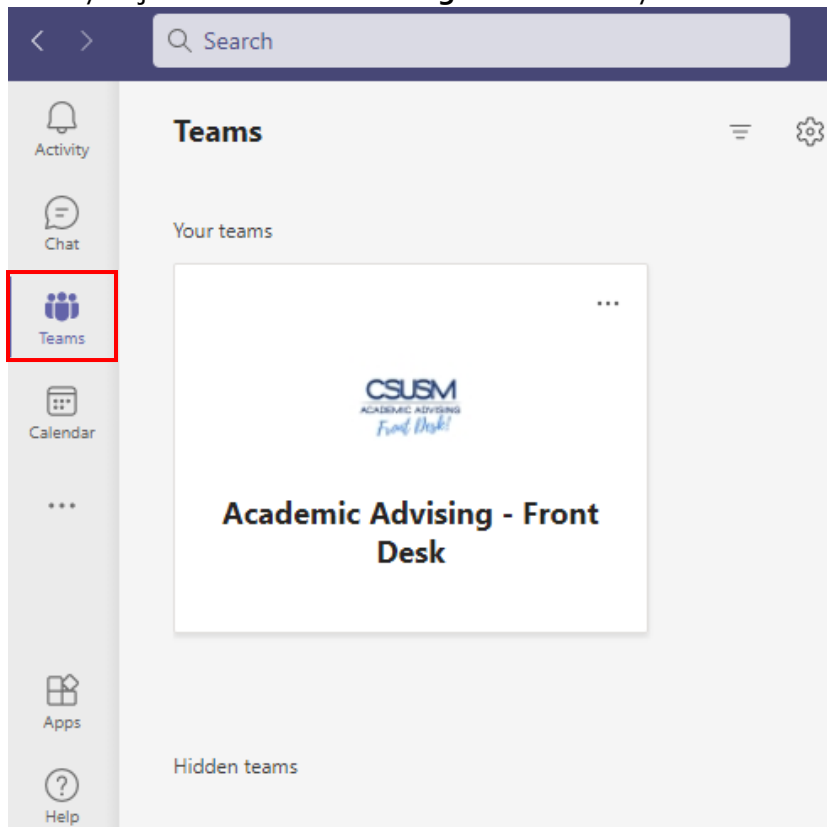 Search
Teams
Activity
Chat
Your teams
Teams
...
CSUSM
ACADEMIC ADVISING
Front Desk!
Calendar
...
Academic Advising - Front
Desk
Apps
Hidden teams
Help